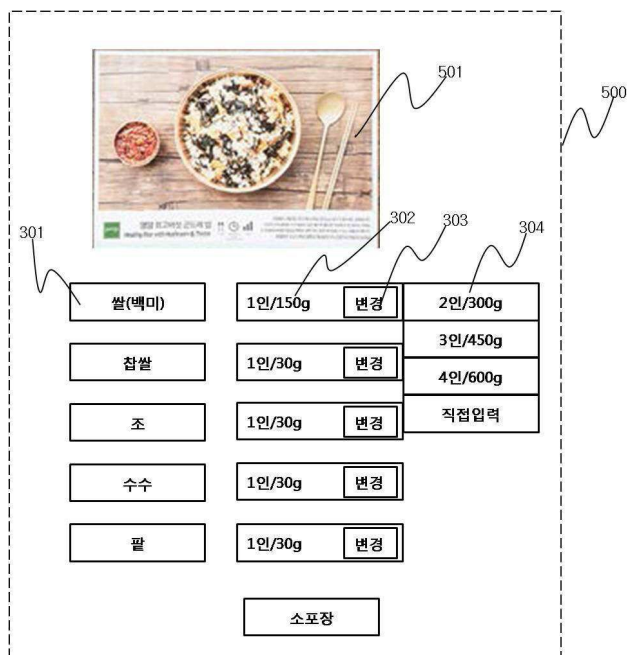 501
500
301
302
303
304
쌀(백미)
1인/150g
변경
2인/300g
3인/450g
4인/600g
직접입력
찹쌀
1인/30g
변경
조
1인/30g
변경
수수
1인/30g
변경
팥
1인/30g
변경
소포장